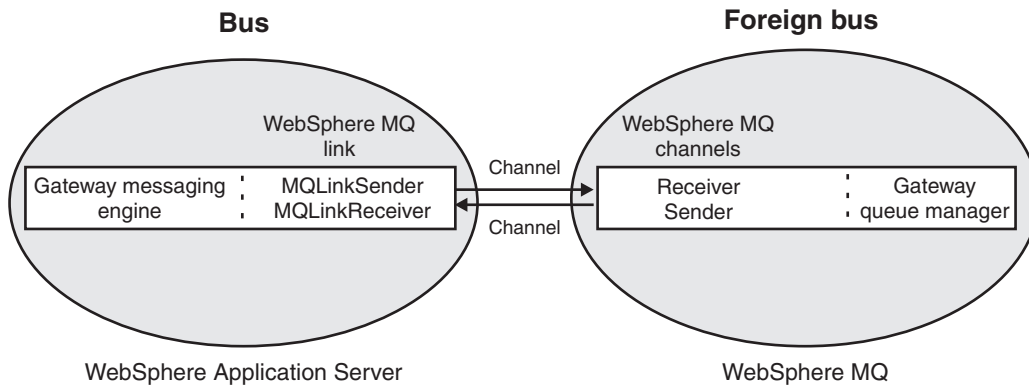 Bus
Foreign bus
WebSphere MQ
link
WebSphere MQ
channels
Channel
Gateway messaging
engine
MQLinkSender
MQLinkReceiver
Receiver
Sender
Gateway
queue manager
Channel
WebSphere Application Server
WebSphere MQ